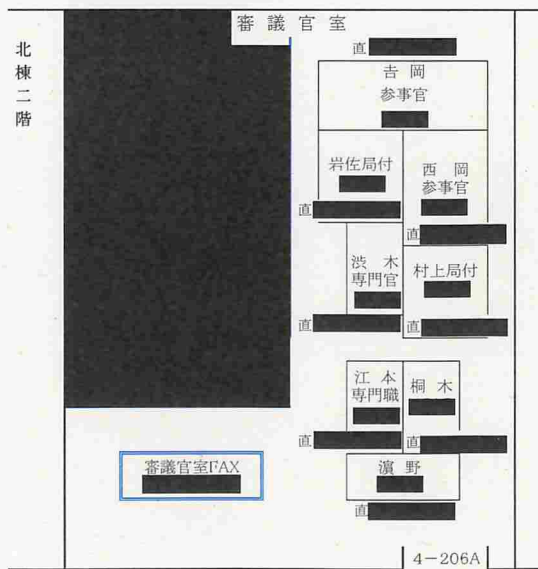 審議官室
北棟二階
直
吉岡
参事官
岩佐局付
直
西岡
参事官
直
渋木
専門官
直
村上局付
直
江本
専門職
直
桐木
直
審議官室FAX
濵野
直
4-206A